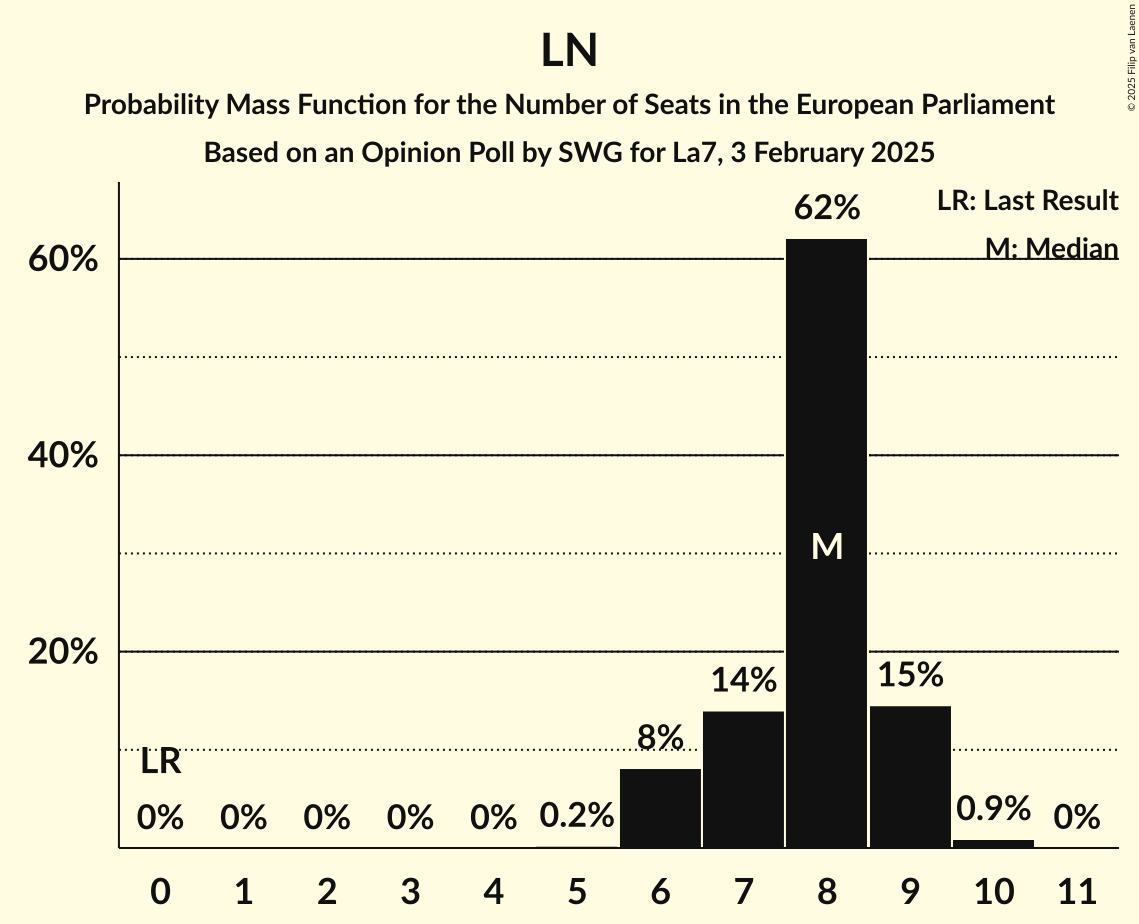 LN
Probability Mass Function for the Number of Seats in the European Parliament
Based on an Opinion Poll by SWG for La7, 3 February 2025
© 2025 Filip van Laenen
LR: Last Result
M: Median
62%
60%
40%
M
20%
15%
14%
8%
LR
0% 0% 0% 0% 0% 0.2% 0.9% 0%
0 1 2 3 4 5 6 7 8 9 10 11